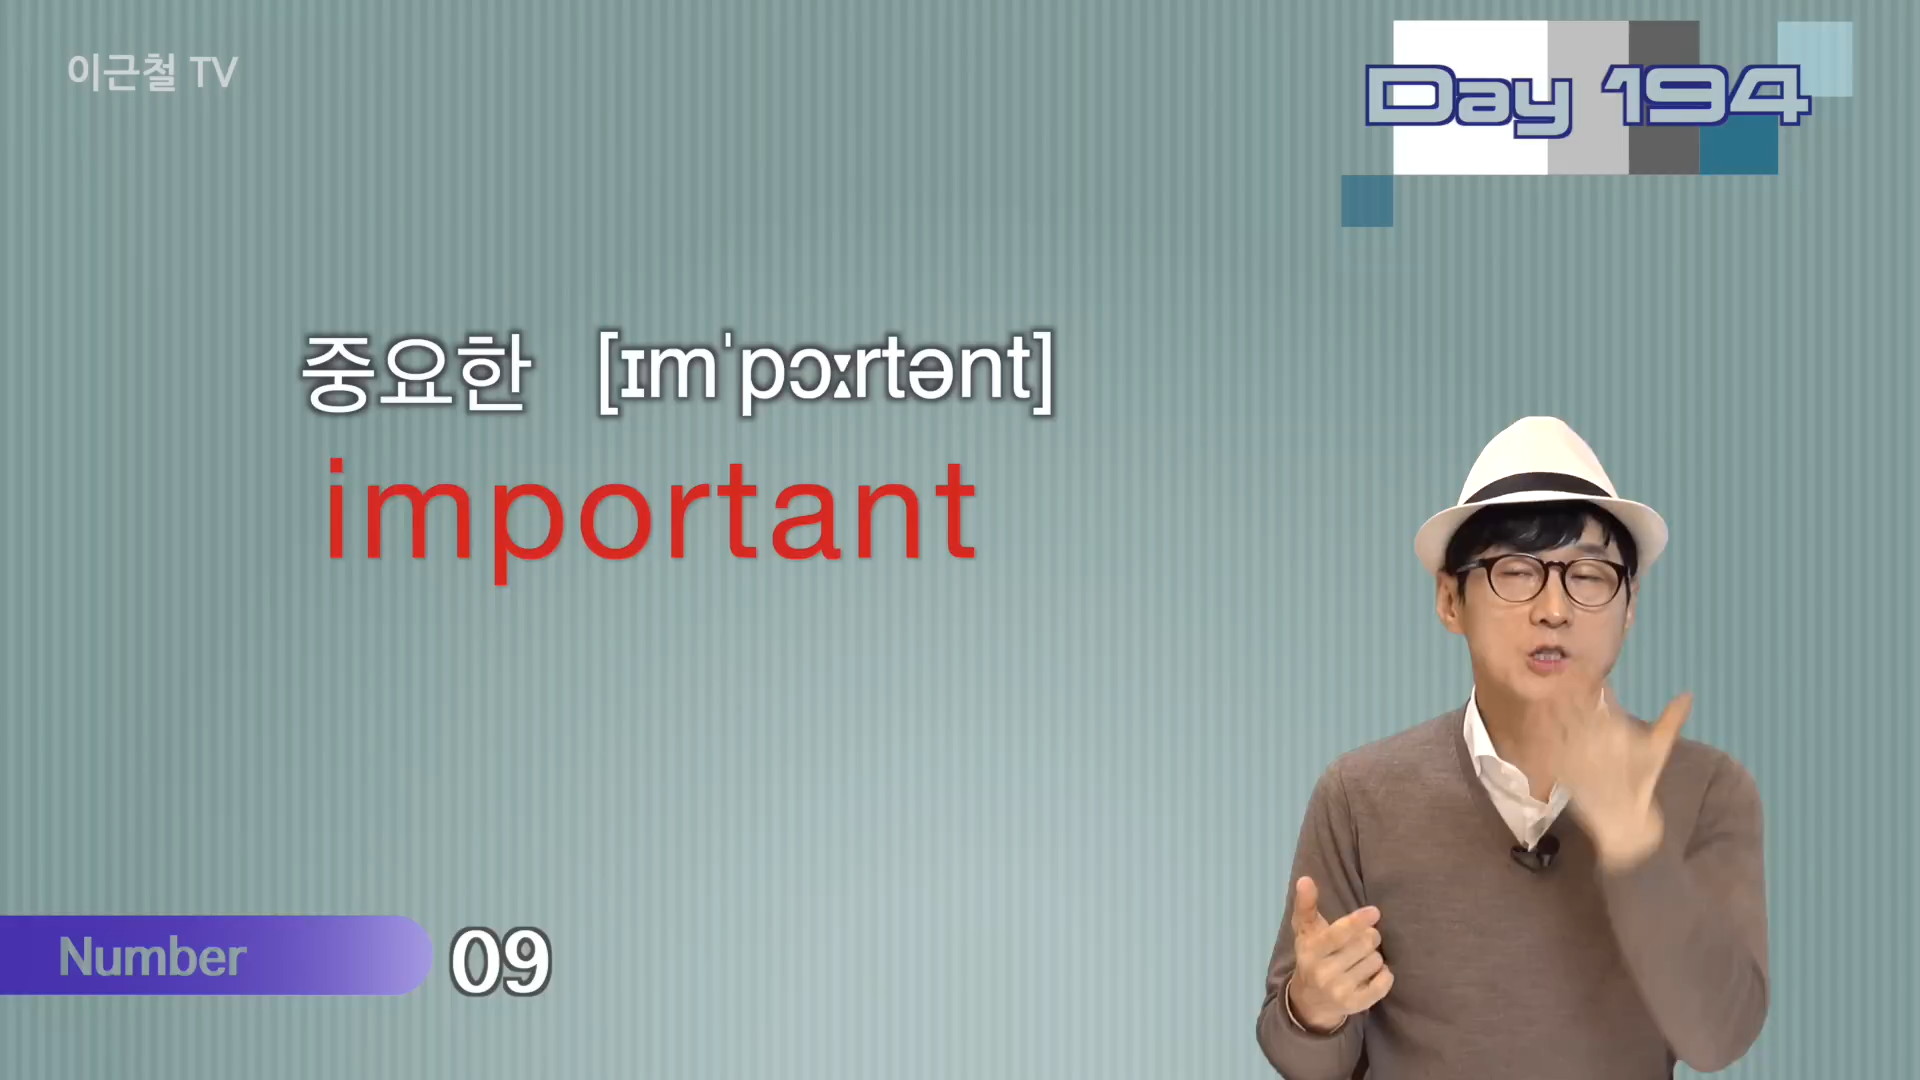 이근철 TV
Day 194
중요한 [ɪmˈpɔːrtənt]
important
Number 09